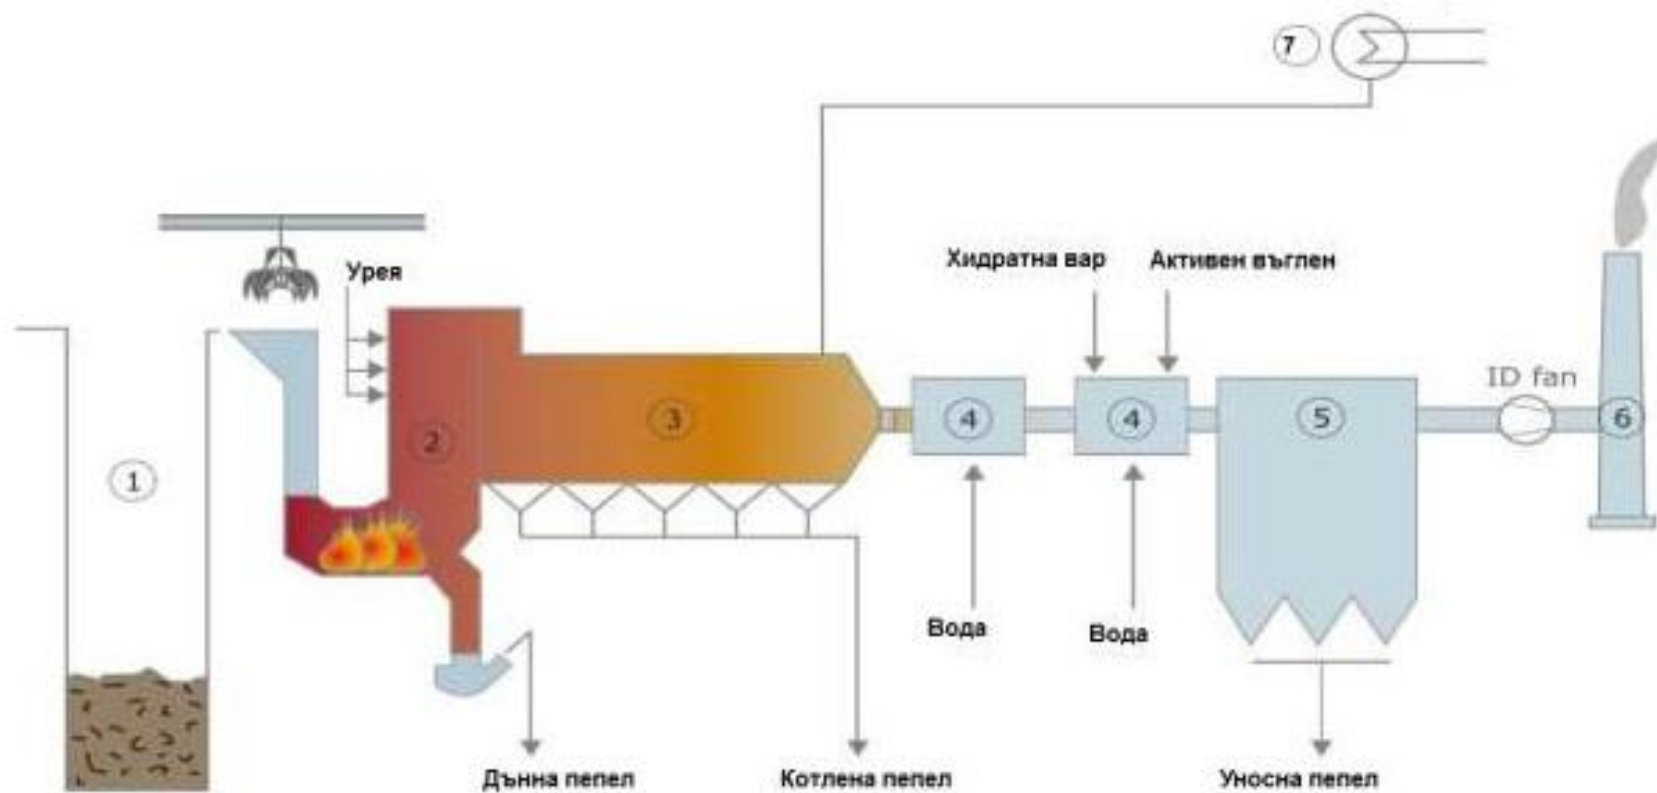 7
Урея
Хидратна вар
Активен въглен
ID fan
1
2
3
4
4
5
6
Вода
Вода
Дънна пепел
Котлена пепел
Уносна пепел